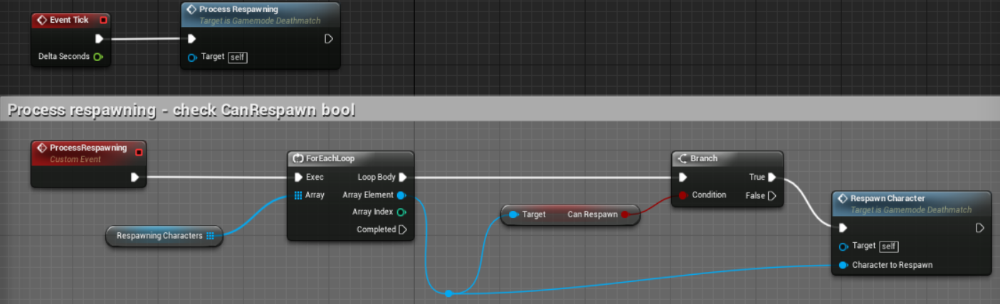 Event Tick
Delta Seconds
Process Respawning
Target is Gamemode Deathmatch
Target self
Process respawning - check CanRespawn bool
ProcessRespawning
Custom Event
Respawning Characters
ForEachLoop
Exec Loop Body
Array Array Element
Array Index
Completed
Target Can Respawn
Branch
True
Condition False
Respawn Character
Target is Gamemode Deathmatch
Target self
Character to Respawn